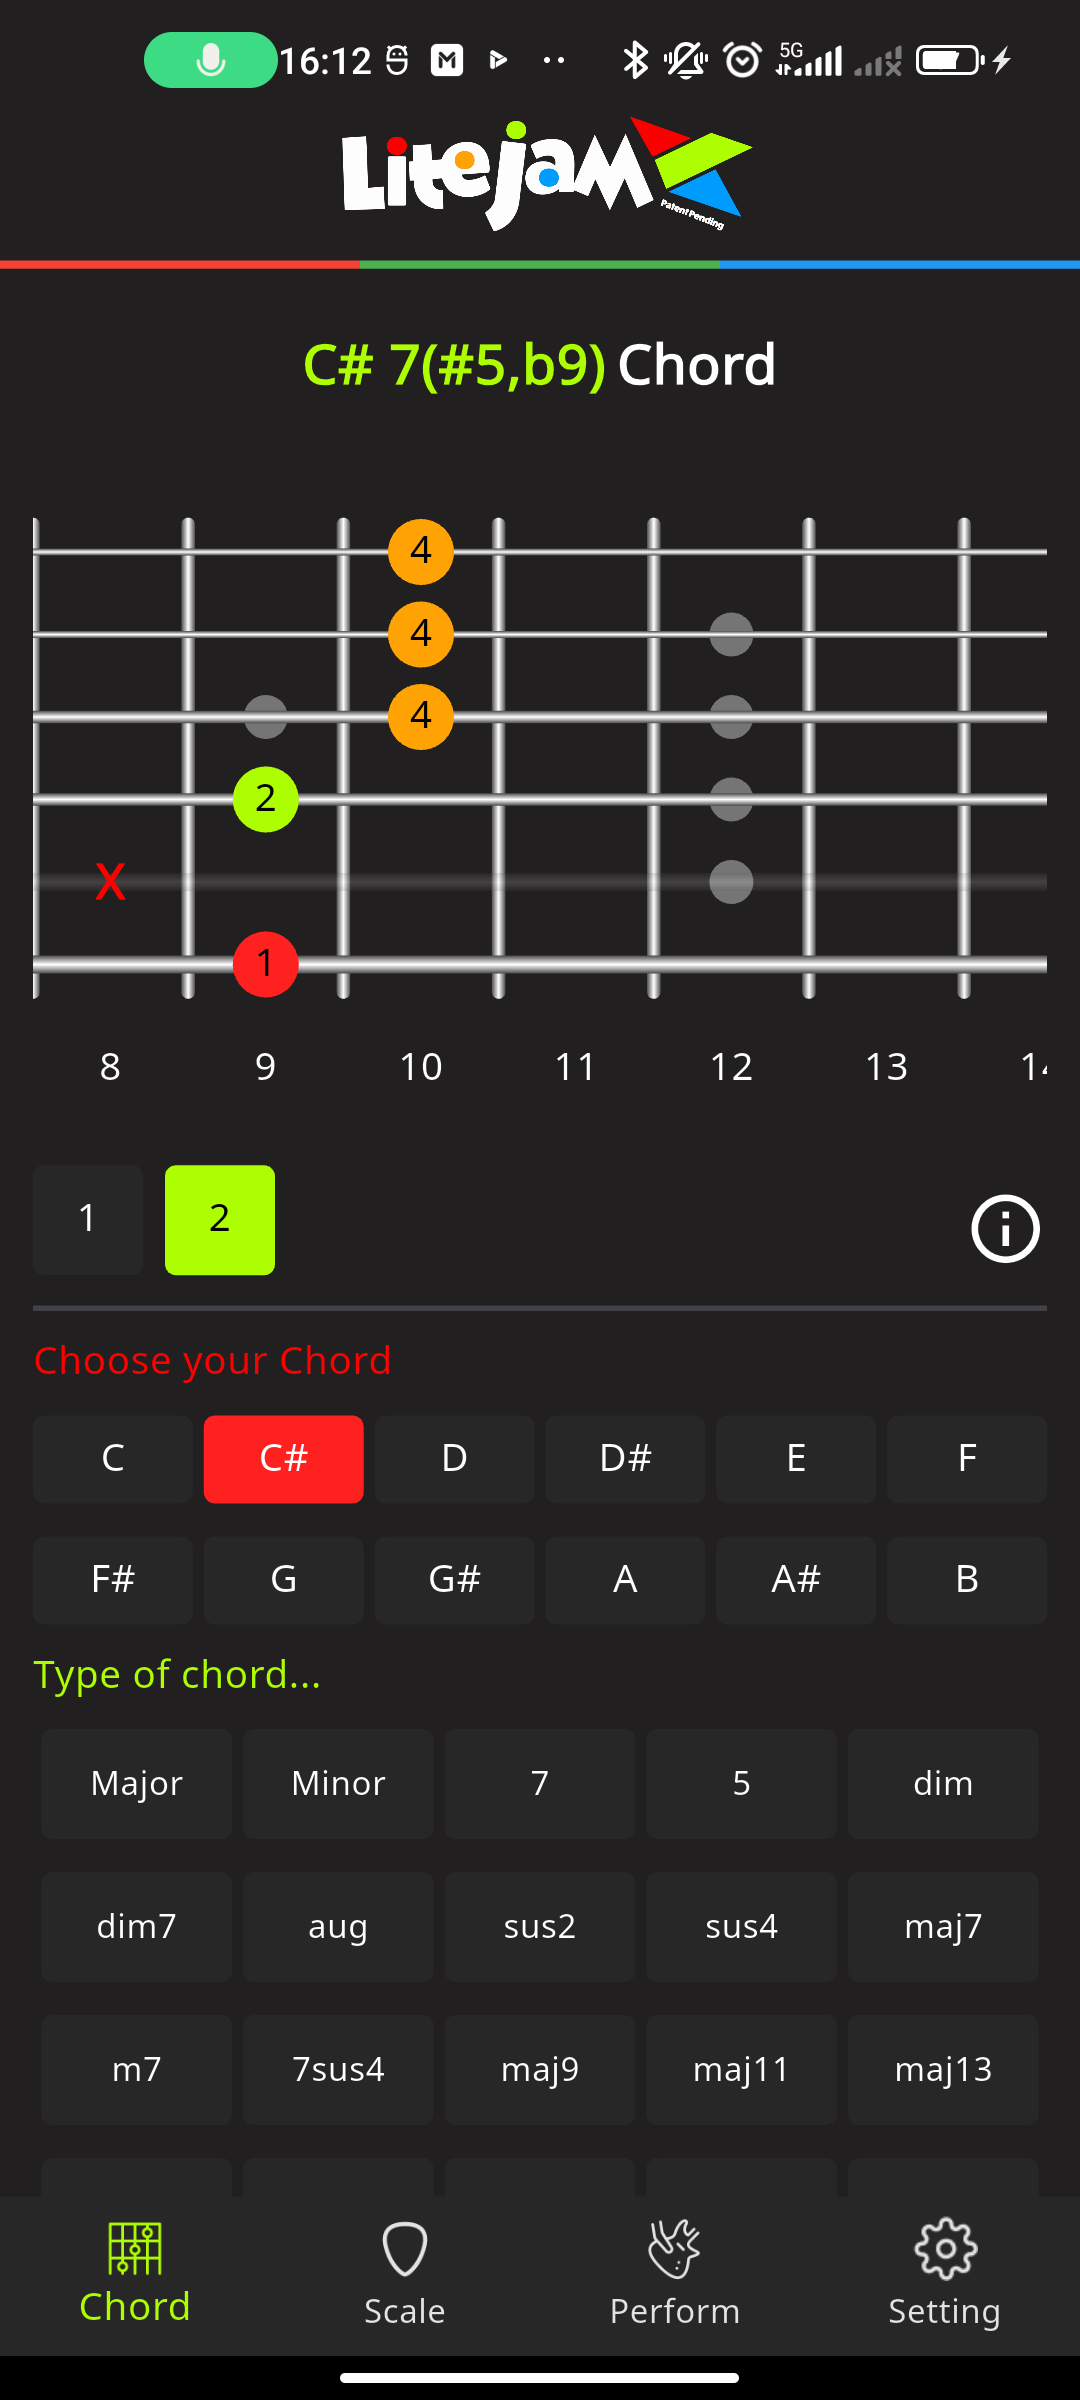 16:12
5G
Litejam
Patent Pending
C# 7(#5,b9) Chord
4
4
4
2
X
1
8 9 10 11 12 13 14
1 2
Choose your Chord
C C# D D# E F
F# G G# A A# B
Type of chord...
Major Minor 7 5 dim
dim7 aug sus2 sus4 maj7
m7 7sus4 maj9 maj11 maj13
Chord Scale Perform Setting